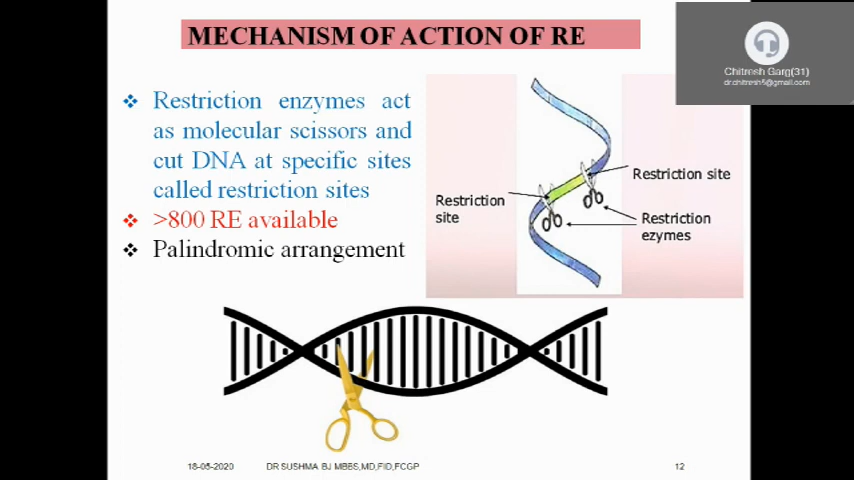 MECHANISM OF ACTION OF RE
Chitresh Garg(31)
dr.chitresh5@gmail.com
❖ Restriction enzymes act
as molecular scissors and
cut DNA at specific sites
called restriction sites
❖ >800 RE available
❖ Palindromic arrangement
Restriction site
Restriction
site
Restriction
ezymes
18-05-2020 DR SUSHMA BJ MBBS,MD,FID,FCGP 12